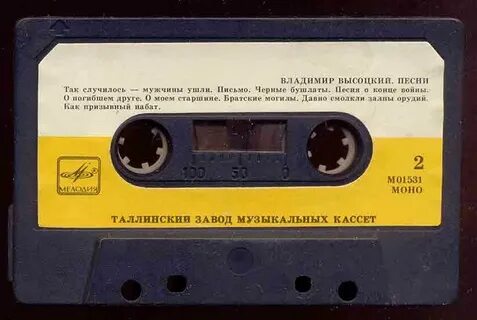 ВЛАДИМИР ВЫСОЦКИЙ. ПЕСНИ
Так случилось — мужчины ушли. Письмо. Черные бушлаты. Песня о конце войны.
О погибшем друге. О моем старшине. Братские могилы. Давно смолкли залпы орудий.
Как призывный набат.
100 50 0
МЕЛОДИЯ
2
М01531
МОНО
ТАЛЛИНСКИЙ ЗАВОД МУЗЫКАЛЬНЫХ КАССЕТ